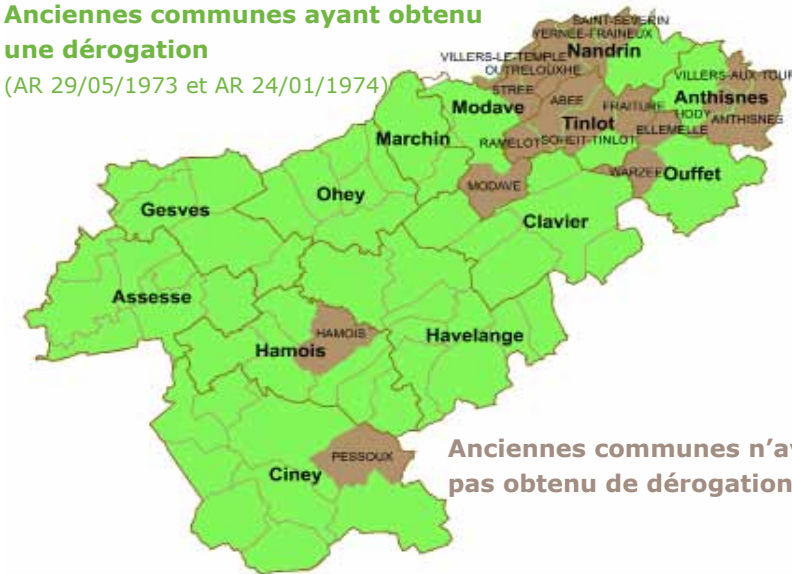 Anciennes communes ayant obtenu
une dérogation
(AR 29/05/1973 et AR 24/01/1974)
SAINT-SEVERIN
YERNEE-FRAINEUX
Nandrin
VILLERS-LE-TEMPLE
OUTRELOUXHE
VILLERS-AUX-TOUR
STREE
ABEE
FRAITURE
Anthisnes
Modave
HODY
ANTHISNES
Tinlot
ELLEMELLE
Marchin
RAMELOT
SOHEIT-TINLOT
WARZEE
Ouffet
MODAVE
Ohey
Gesves
Clavier
Assesse
HAMOIS
Havelange
Hamois
Anciennes communes n'av
pas obtenu de dérogation
PESSOUX
Ciney